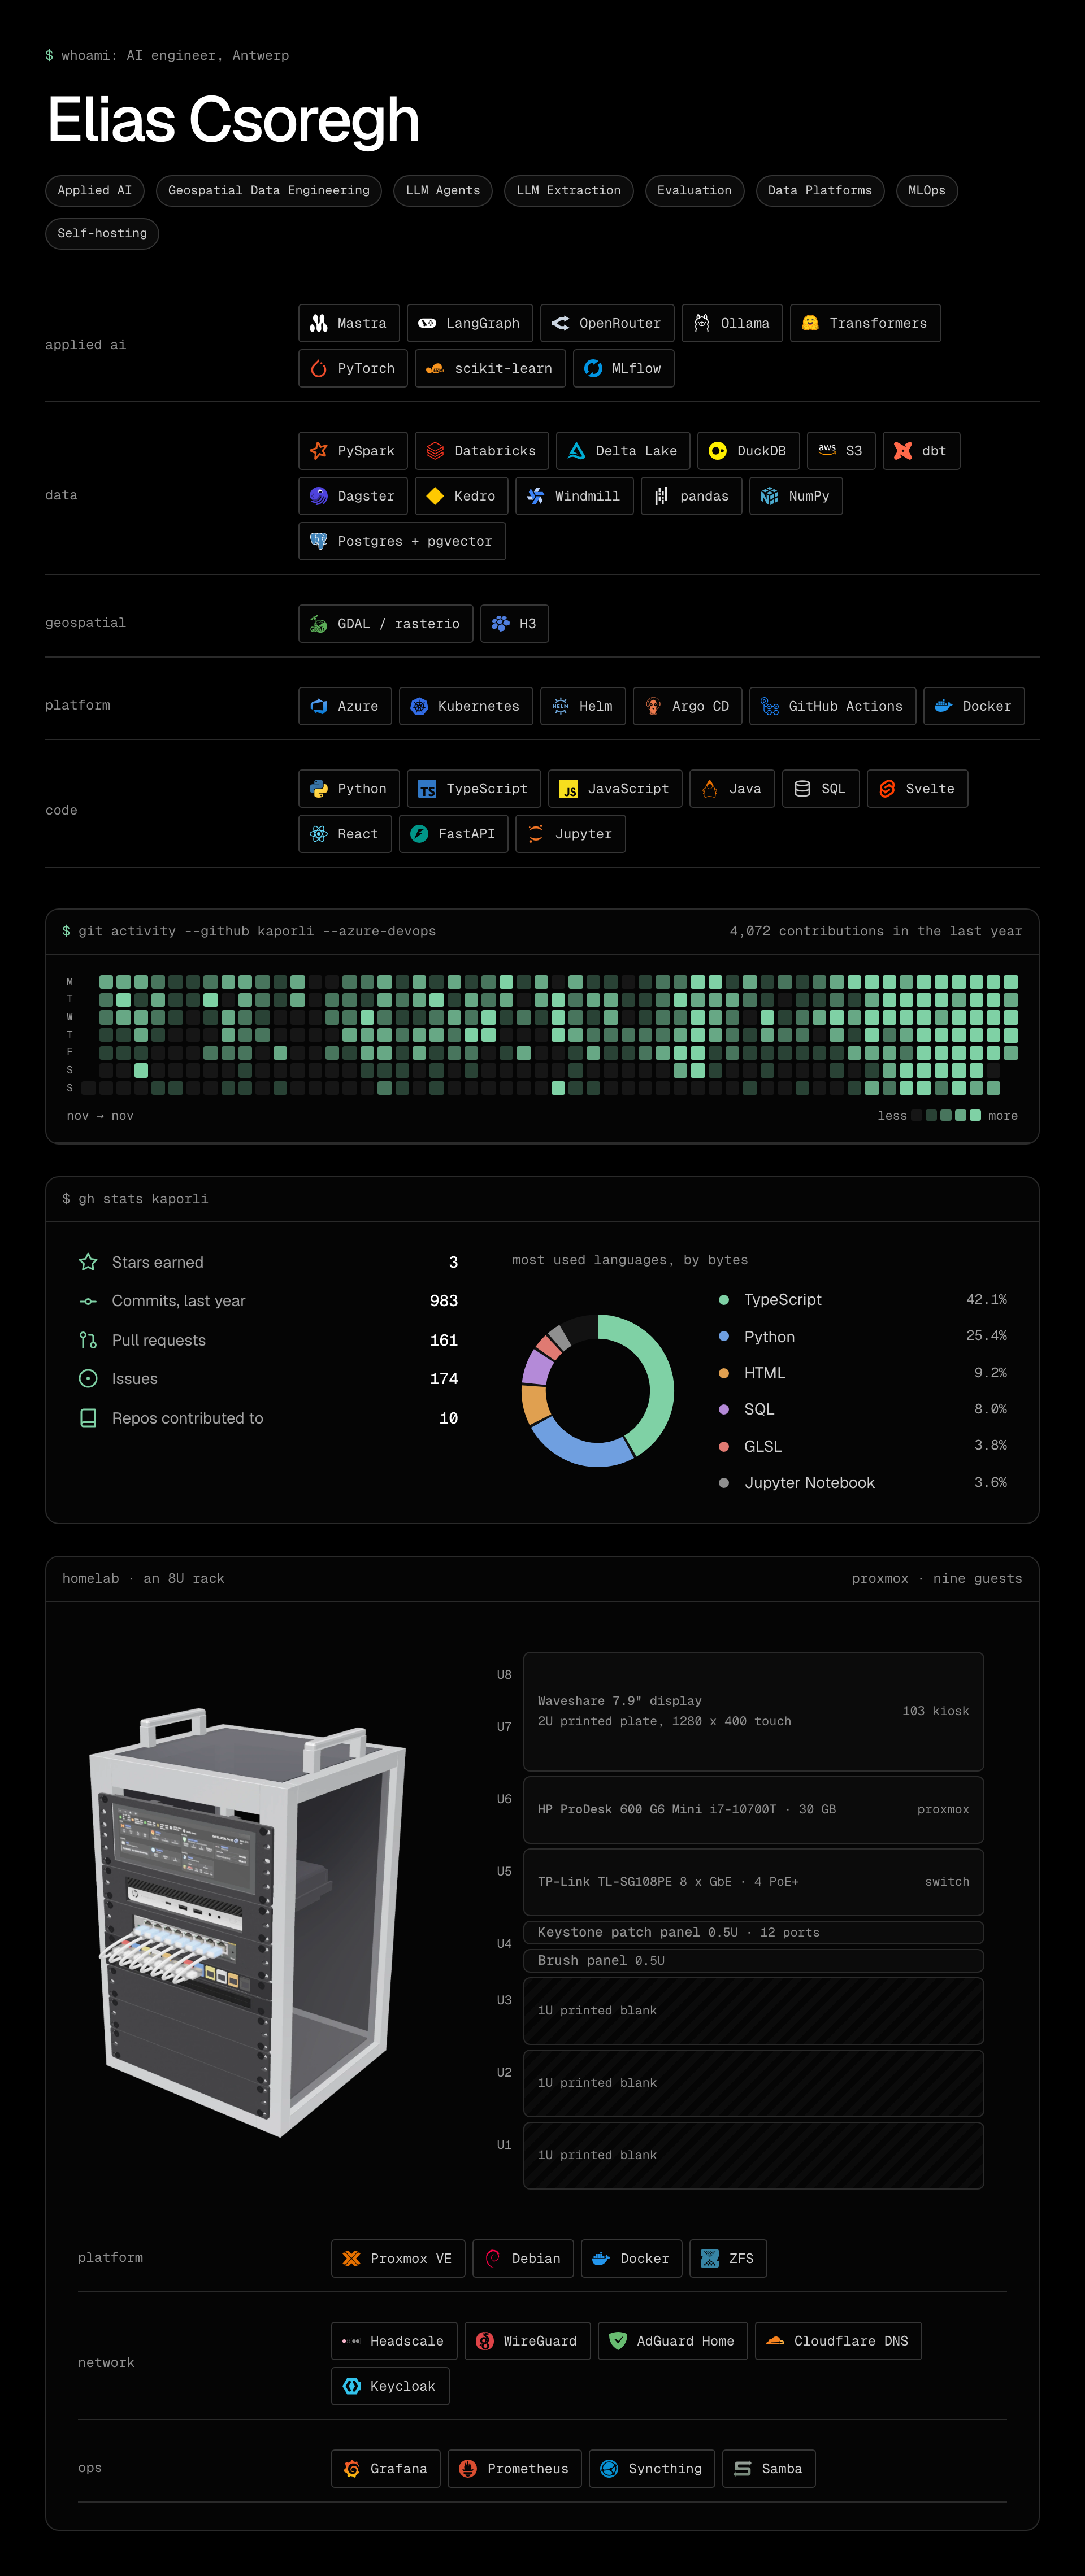 $ whoami: AI engineer, Antwerp
Elias Csoregh
Applied AI Geospatial Data Engineering LLM Agents LLM Extraction Evaluation Data Platforms MLOps
Self-hosting
applied ai
Mastra LangGraph OpenRouter Ollama Transformers
PyTorch scikit-learn MLflow
data
PySpark Databricks Delta Lake DuckDB aws S3 dbt
Dagster Kedro Windmill pandas NumPy
Postgres + pgvector
geospatial
GDAL / rasterio H3
platform
Azure Kubernetes HELM Helm Argo CD GitHub Actions Docker
code
Python TS TypeScript JS JavaScript Java SQL Svelte
React FastAPI Jupyter
$ git activity --github kaporli --azure-devops 4,072 contributions in the last year
M
T
W
T
F
S
S
nov → nov less more
$ gh stats kaporli
Stars earned 3
Commits, last year 983
Pull requests 161
Issues 174
Repos contributed to 10
most used languages, by bytes
TypeScript 42.1%
Python 25.4%
HTML 9.2%
SQL 8.0%
GLSL 3.8%
Jupyter Notebook 3.6%
homelab · an 8U rack proxmox · nine guests
U8
Waveshare 7.9" display
2U printed plate, 1280 x 400 touch 103 kiosk
U7
U6 HP ProDesk 600 G6 Mini i7-10700T · 30 GB proxmox
U5 TP-Link TL-SG108PE 8 x GbE · 4 PoE+ switch
U4 Keystone patch panel 0.5U · 12 ports
Brush panel 0.5U
U3 1U printed blank
U2 1U printed blank
U1 1U printed blank
platform
Proxmox VE Debian Docker ZFS
network
Headscale WireGuard AdGuard Home Cloudflare DNS
Keycloak
ops
Grafana Prometheus Syncthing Samba